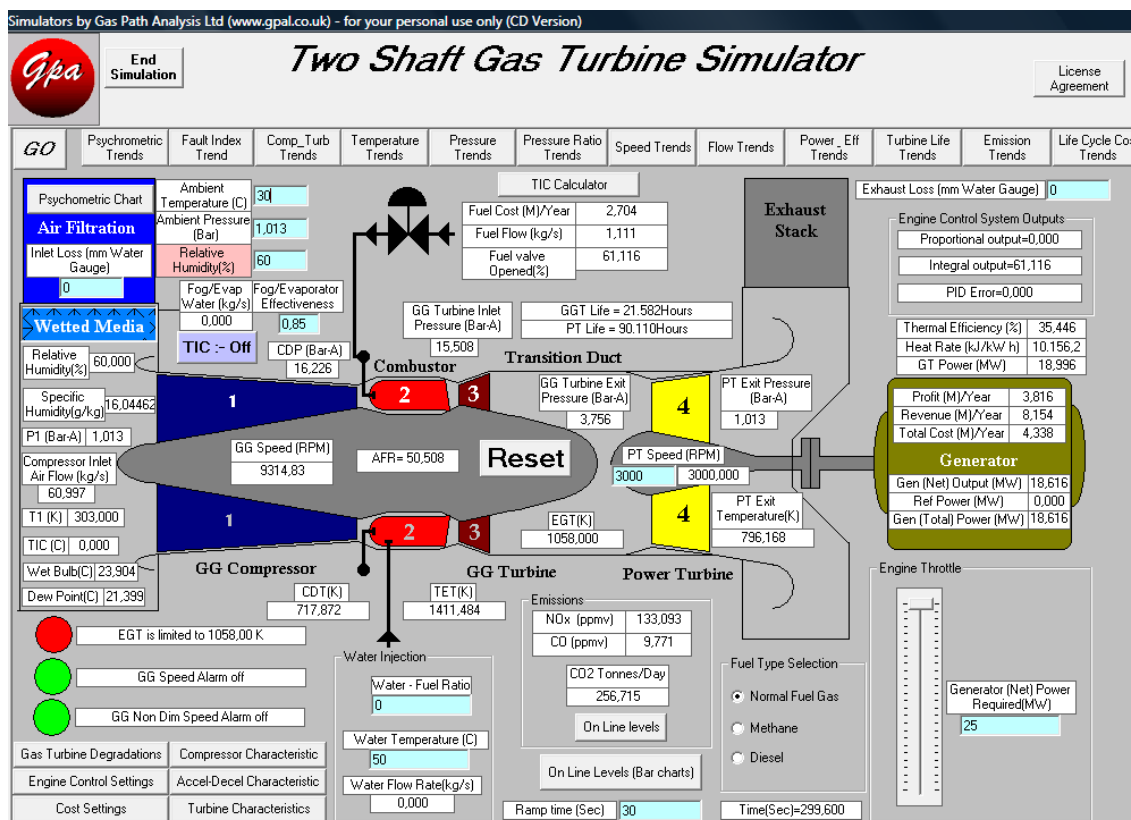 Simulators by Gas Path Analysis Ltd (www.gpal.co.uk) - for your personal use only (CD Version)
Gpa
End
Simulation
Two Shaft Gas Turbine Simulator
License
Agreement
GO
Psychrometric
Trends
Fault Index
Trend
Comp_Turb
Trends
Temperature
Trends
Pressure
Trends
Pressure Ratio
Trends
Speed Trends
Flow Trends
Power _ Eff
Trends
Turbine Life
Trends
Emission
Trends
Life Cycle Co
Trends
Psychometric Chart
Air Filtration
Inlet Loss (mm Water
Gauge)
0
Ambient
Temperature (C)
30
Ambient Pressure
(Bar)
1,013
Relative
Humidity(%)
60
Fog/Evap
Water (kg/s)
0,000
Fog/Evaporator
Effectiveness
0,85
TIC :- Off
TIC Calculator
Fuel Cost (M)/Year 2,704
Fuel Flow (kg/s) 1,111
Fuel valve
Opened(%)
61,116
Exhaust
Stack
Exhaust Loss (mm Water Gauge) 0
Engine Control System Outputs
Proportional output=0,000
Integral output=61,116
PID Error=0,000
Thermal Efficiency (%) 35,446
Heat Rate (kJ/kW h) 10.156,2
GT Power (MW) 18,996
Wetted Media
Relative
Humidity(%)
60,000
Specific
Humidity(g/kg)
16,04462
P1 (Bar-A) 1,013
Compressor Inlet
Air Flow (kg/s)
60,997
T1 (K) 303,000
TIC (C) 0,000
Wet Bulb(C) 23,904
Dew Point(C) 21,399
GG Turbine Inlet
Pressure (Bar-A)
15,508
GGT Life = 21.582Hours
PT Life = 90.110Hours
CDP (Bar-A)
16,226
Combustor
Transition Duct
1
2
3
GG Turbine Exit
Pressure (Bar-A)
3,756
4
PT Exit Pressure
(Bar-A)
1,013
GG Speed (RPM)
9314,83
AFR= 50,508
Reset
PT Speed (RPM)
3000
3000,000
1
2
3
EGT(K)
1058,000
4
PT Exit
Temperature(K)
796,168
GG Compressor
GG Turbine
Power Turbine
CDT(K)
717,872
TET(K)
1411,484
Profit (M)/Year 3,816
Revenue (M)/Year 8,154
Total Cost (M)/Year 4,338
Generator
Gen (Net) Output (MW) 18,616
Ref Power (MW) 0,000
Gen (Total) Power (MW) 18,616
EGT is limited to 1058,00 K
GG Speed Alarm off
GG Non Dim Speed Alarm off
Gas Turbine Degradations
Compressor Characteristic
Engine Control Settings
Accel-Decel Characteristic
Cost Settings
Turbine Characteristics
Water Injection
Water - Fuel Ratio
0
Water Temperature (C)
50
Water Flow Rate(kg/s)
0,000
Emissions
NOx (ppmv) 133,093
CO (ppmv) 9,771
CO2 Tonnes/Day
256,715
On Line levels
On Line Levels (Bar charts)
Ramp time (Sec) 30
Fuel Type Selection
Normal Fuel Gas
Methane
Diesel
Time(Sec)=299,600
Engine Throttle
Generator (Net) Power
Required(MW)
25